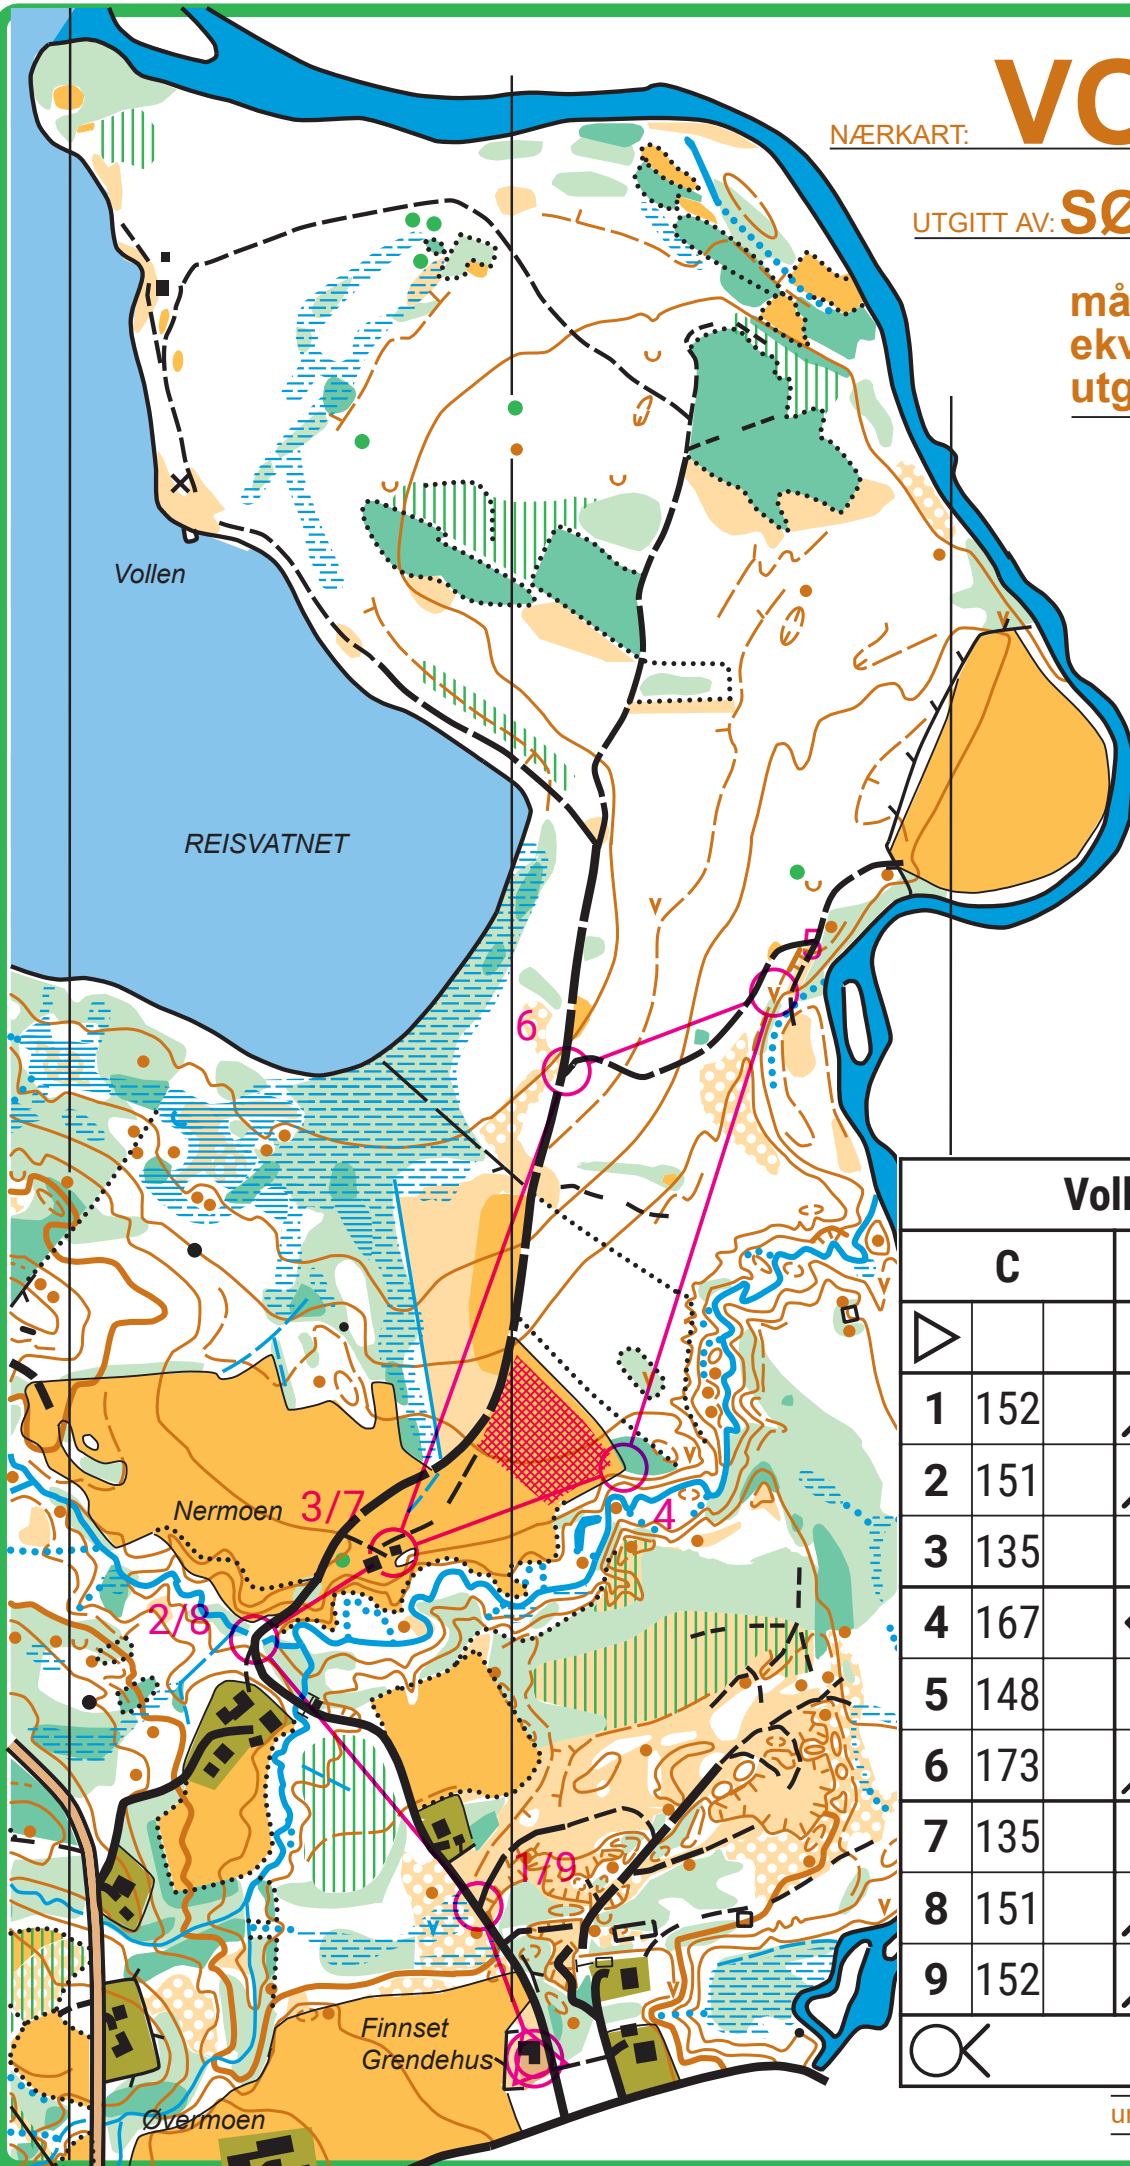 NÆRKART: VO
UTGITT AV: SØ
må
ekv
utg
Vollen
REISVATNET
5
6
Nermoen
3/7
4
2/8
1/9
Finnset
Grendehus
Øvermoen
Voll
C
1 152
2 151
3 135
4 167
5 148
6 173
7 135
8 151
9 152